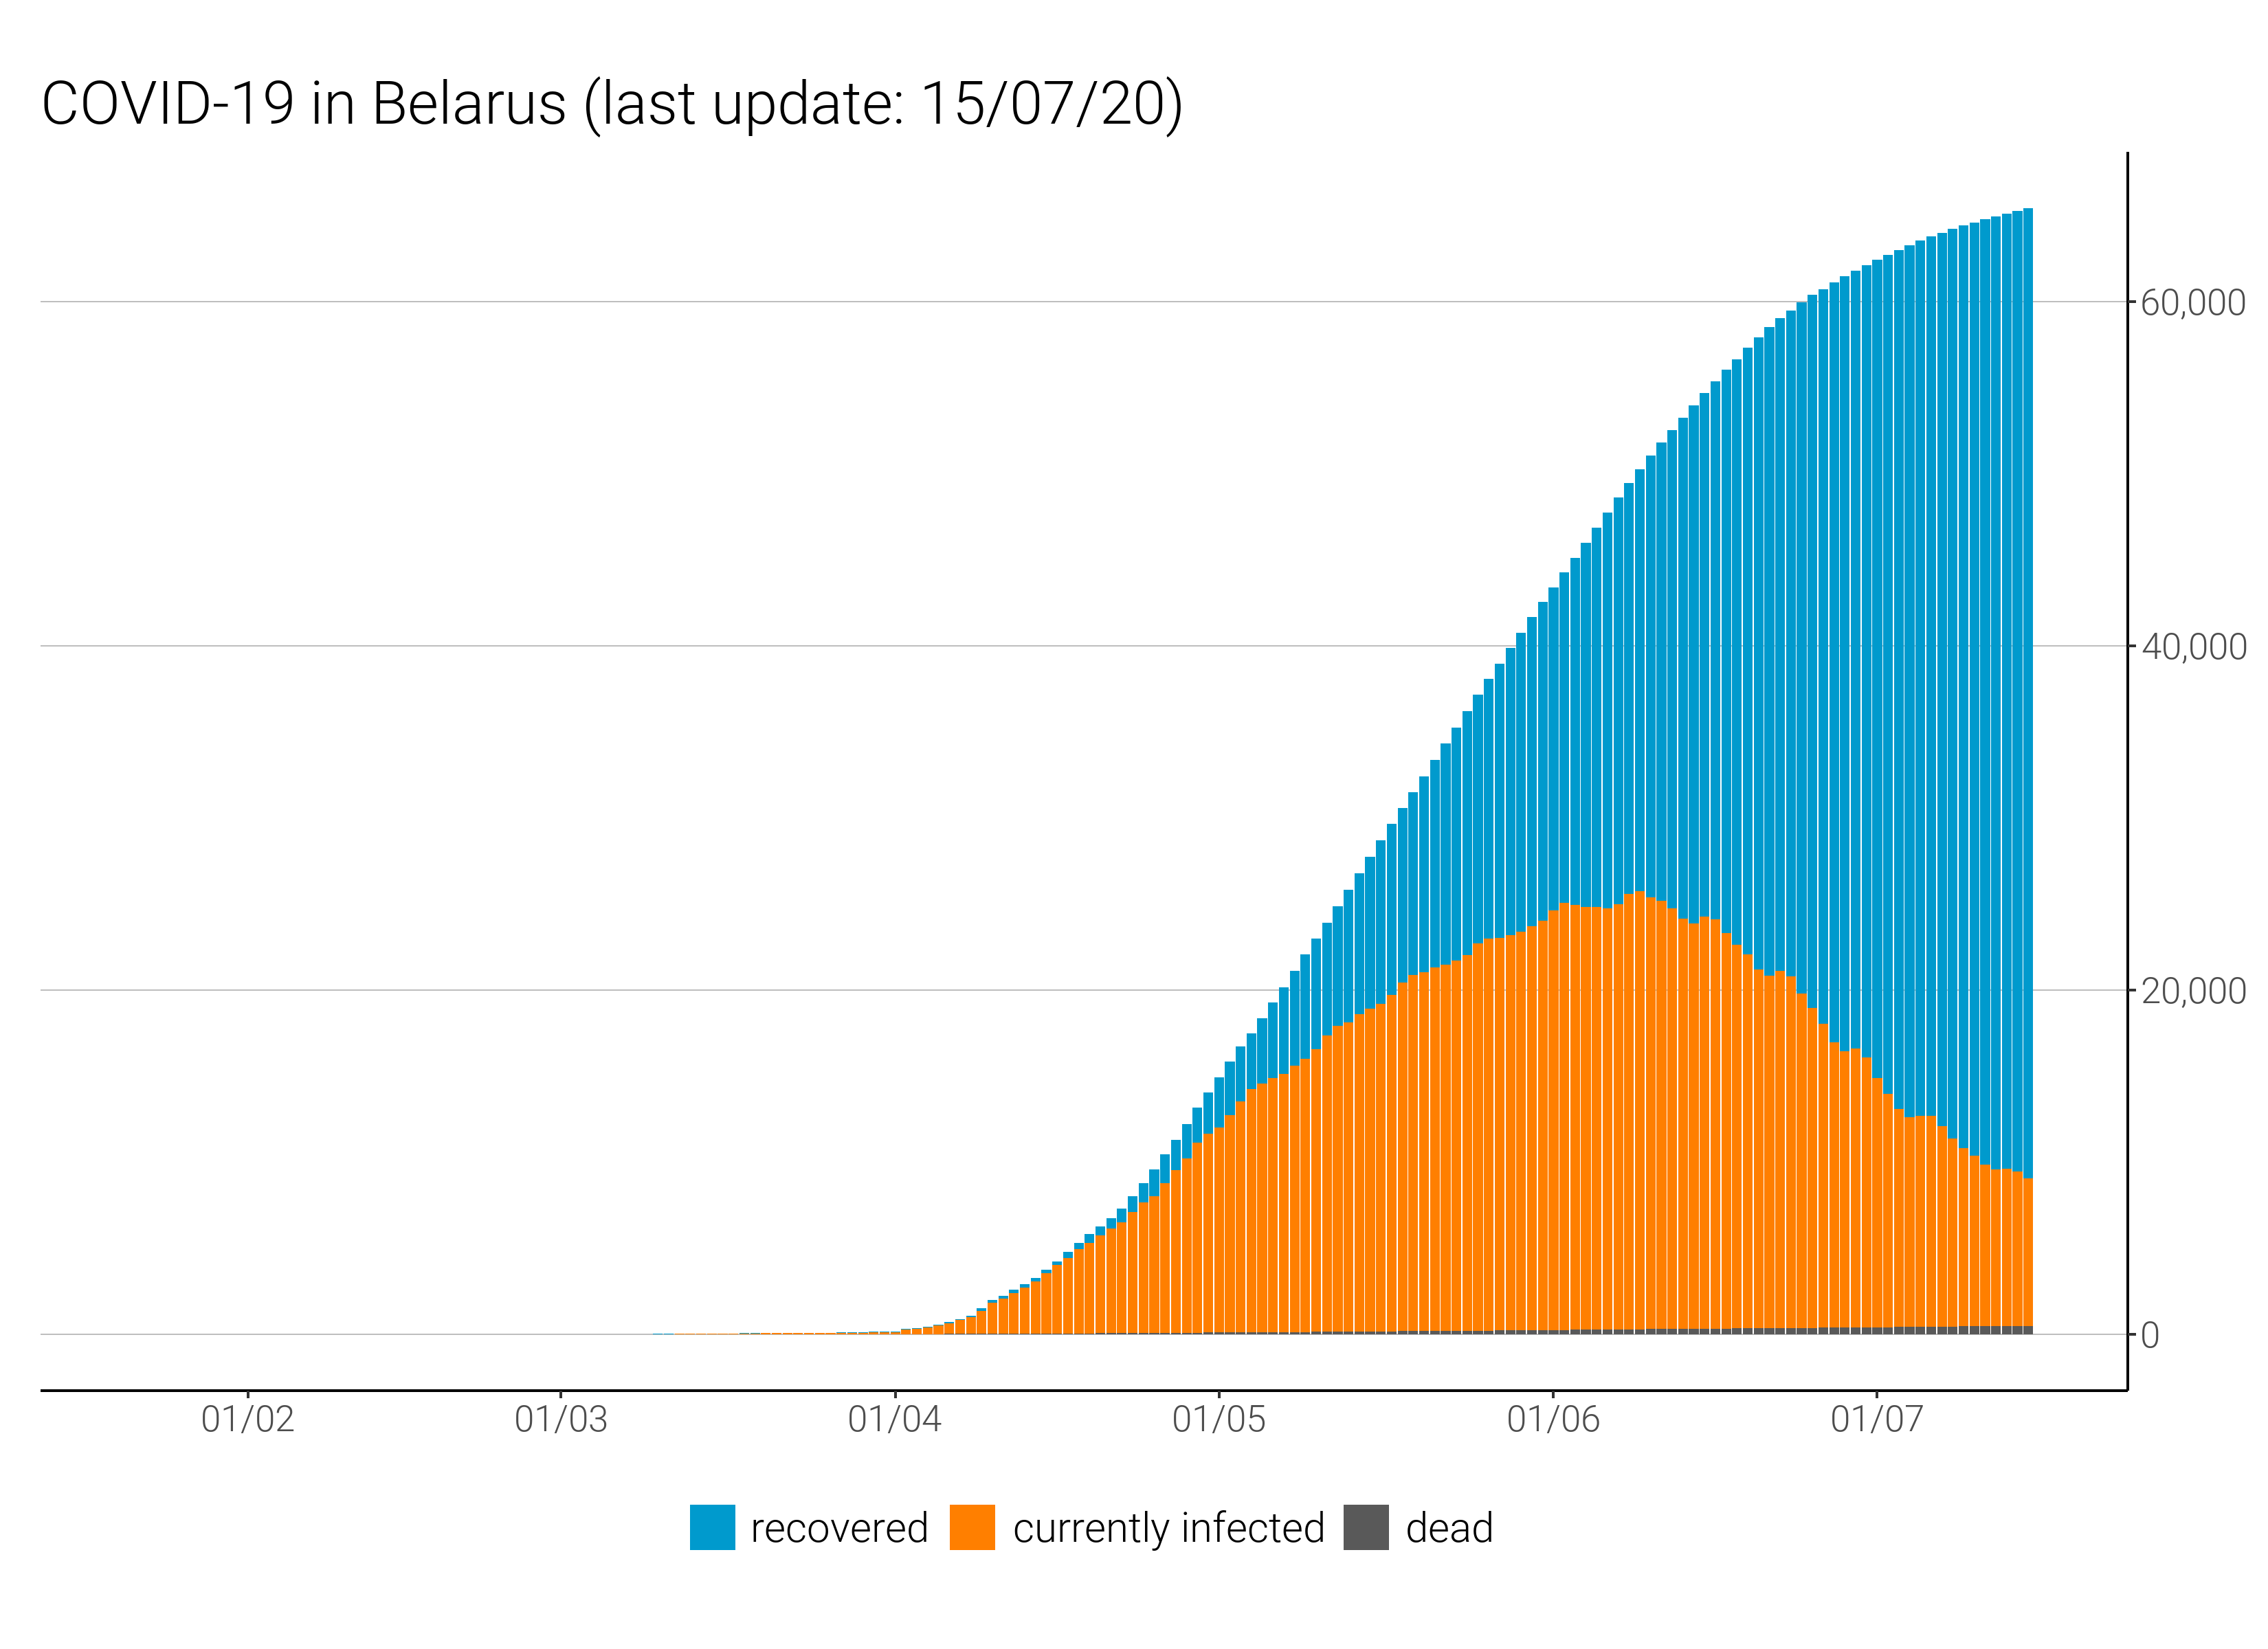 COVID-19 in Belarus (last update: 15/07/20)
60,000
40,000
20,000
0
01/02 01/03 01/04 01/05 01/06 01/07
recovered currently infected dead